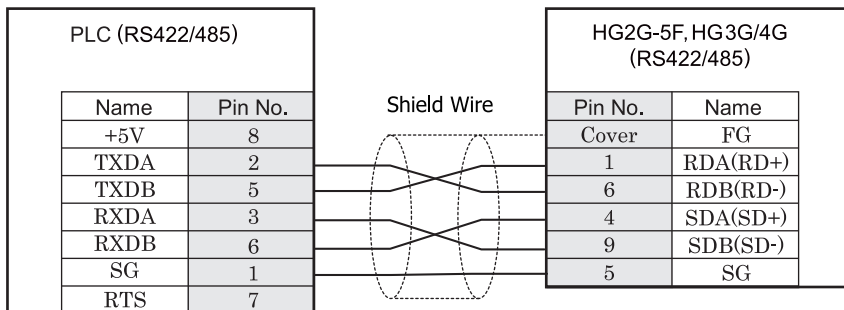 PLC (RS422/485)
HG2G-5F, HG3G/4G
(RS422/485)
Shield Wire
Name Pin No.
+5V 8
TXDA 2
TXDB 5
RXDA 3
RXDB 6
SG 1
RTS 7
Pin No. Name
Cover FG
1 RDA(RD+)
6 RDB(RD-)
4 SDA(SD+)
9 SDB(SD-)
5 SG